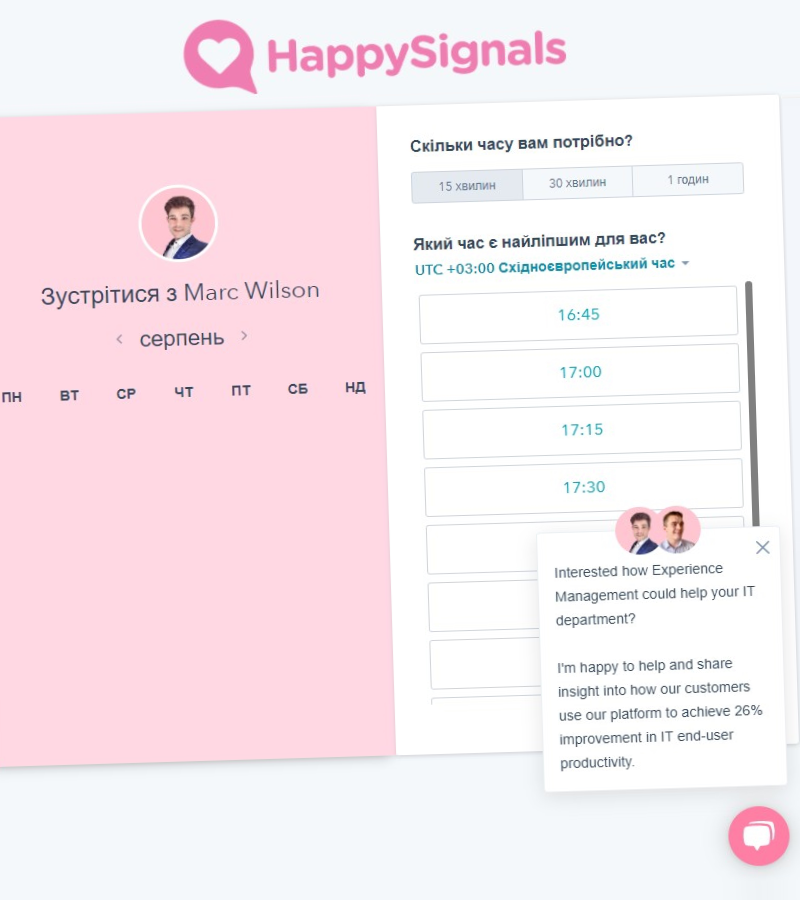 HappySignals
Зустрітися з Marc Wilson
серпень
ПН ВТ СР ЧТ ПТ СБ НД
Скільки часу вам потрібно?
15 хвилин 30 хвилин 1 годин
Який час є найліпшим для вас?
UTC +03:00 Східноєвропейський час
16:45
17:00
17:15
17:30
Interested how Experience
Management could help your IT
department?
I'm happy to help and share
insight into how our customers
use our platform to achieve 26%
improvement in IT end-user
productivity.